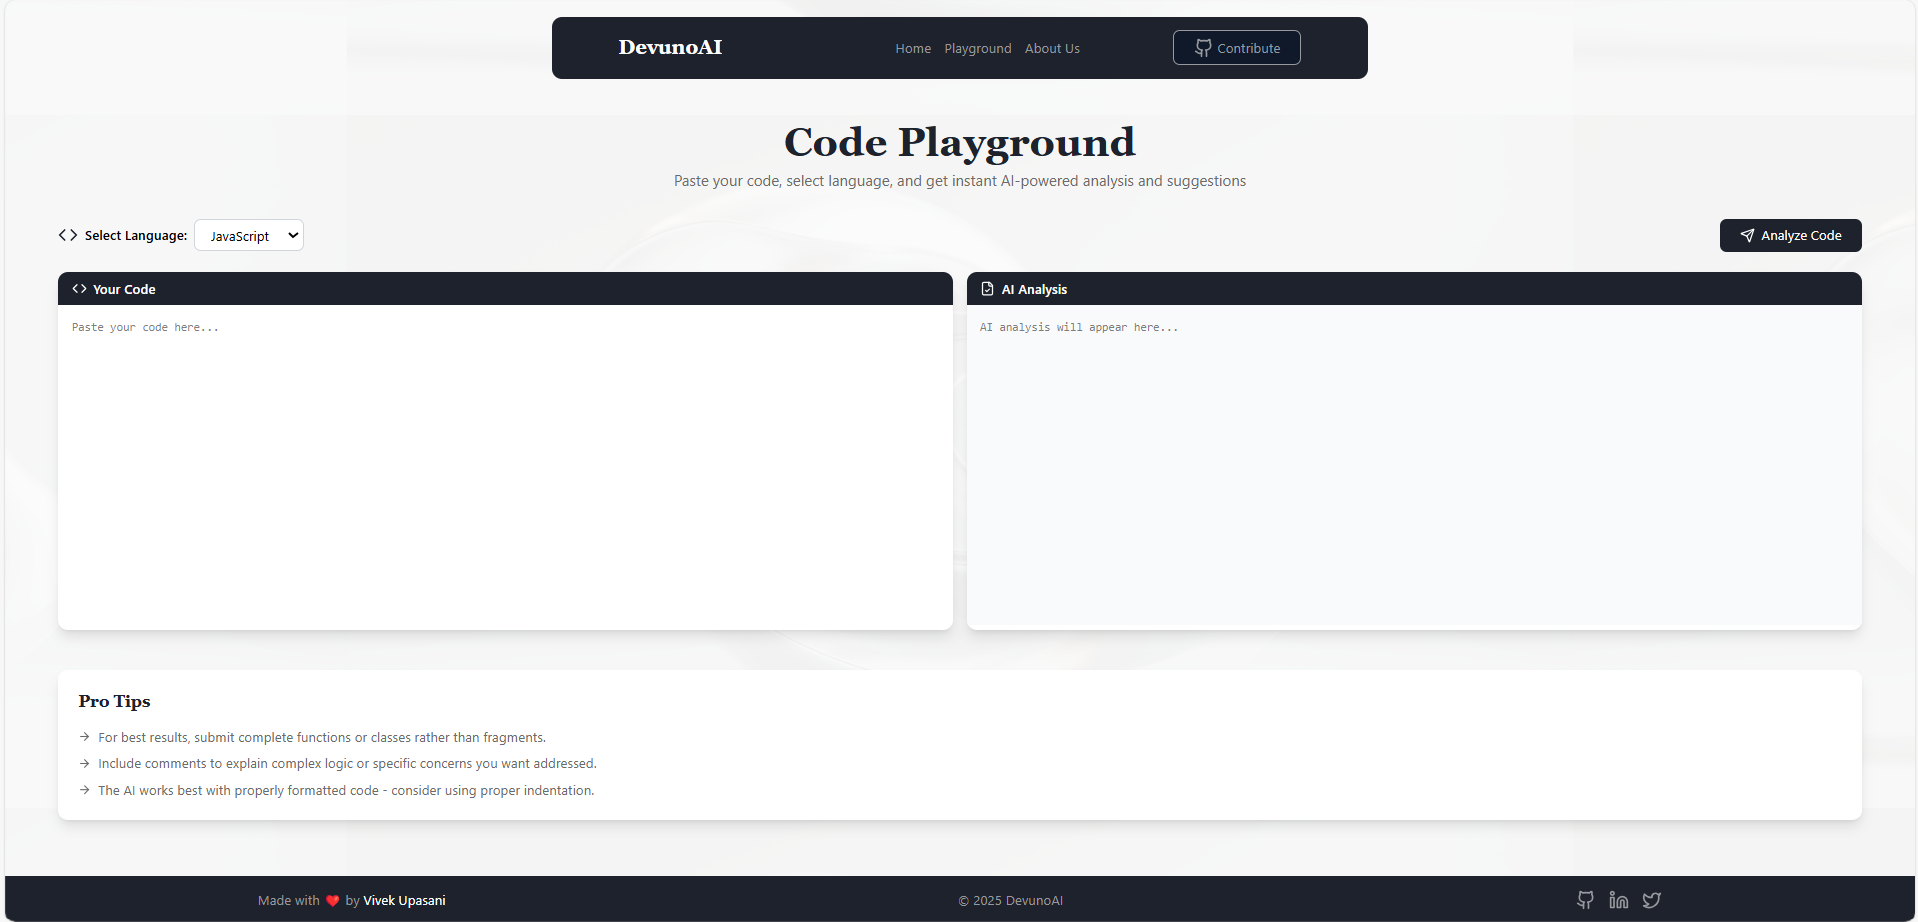 DevunoAI
Home Playground About Us
Contribute
Code Playground
Paste your code, select language, and get instant AI-powered analysis and suggestions
Select Language: JavaScript
Analyze Code
Your Code
Paste your code here...
AI Analysis
AI analysis will appear here...
Pro Tips
→ For best results, submit complete functions or classes rather than fragments.
→ Include comments to explain complex logic or specific concerns you want addressed.
→ The AI works best with properly formatted code - consider using proper indentation.
Made with ❤️ by Vivek Upasani
© 2025 DevunoAI